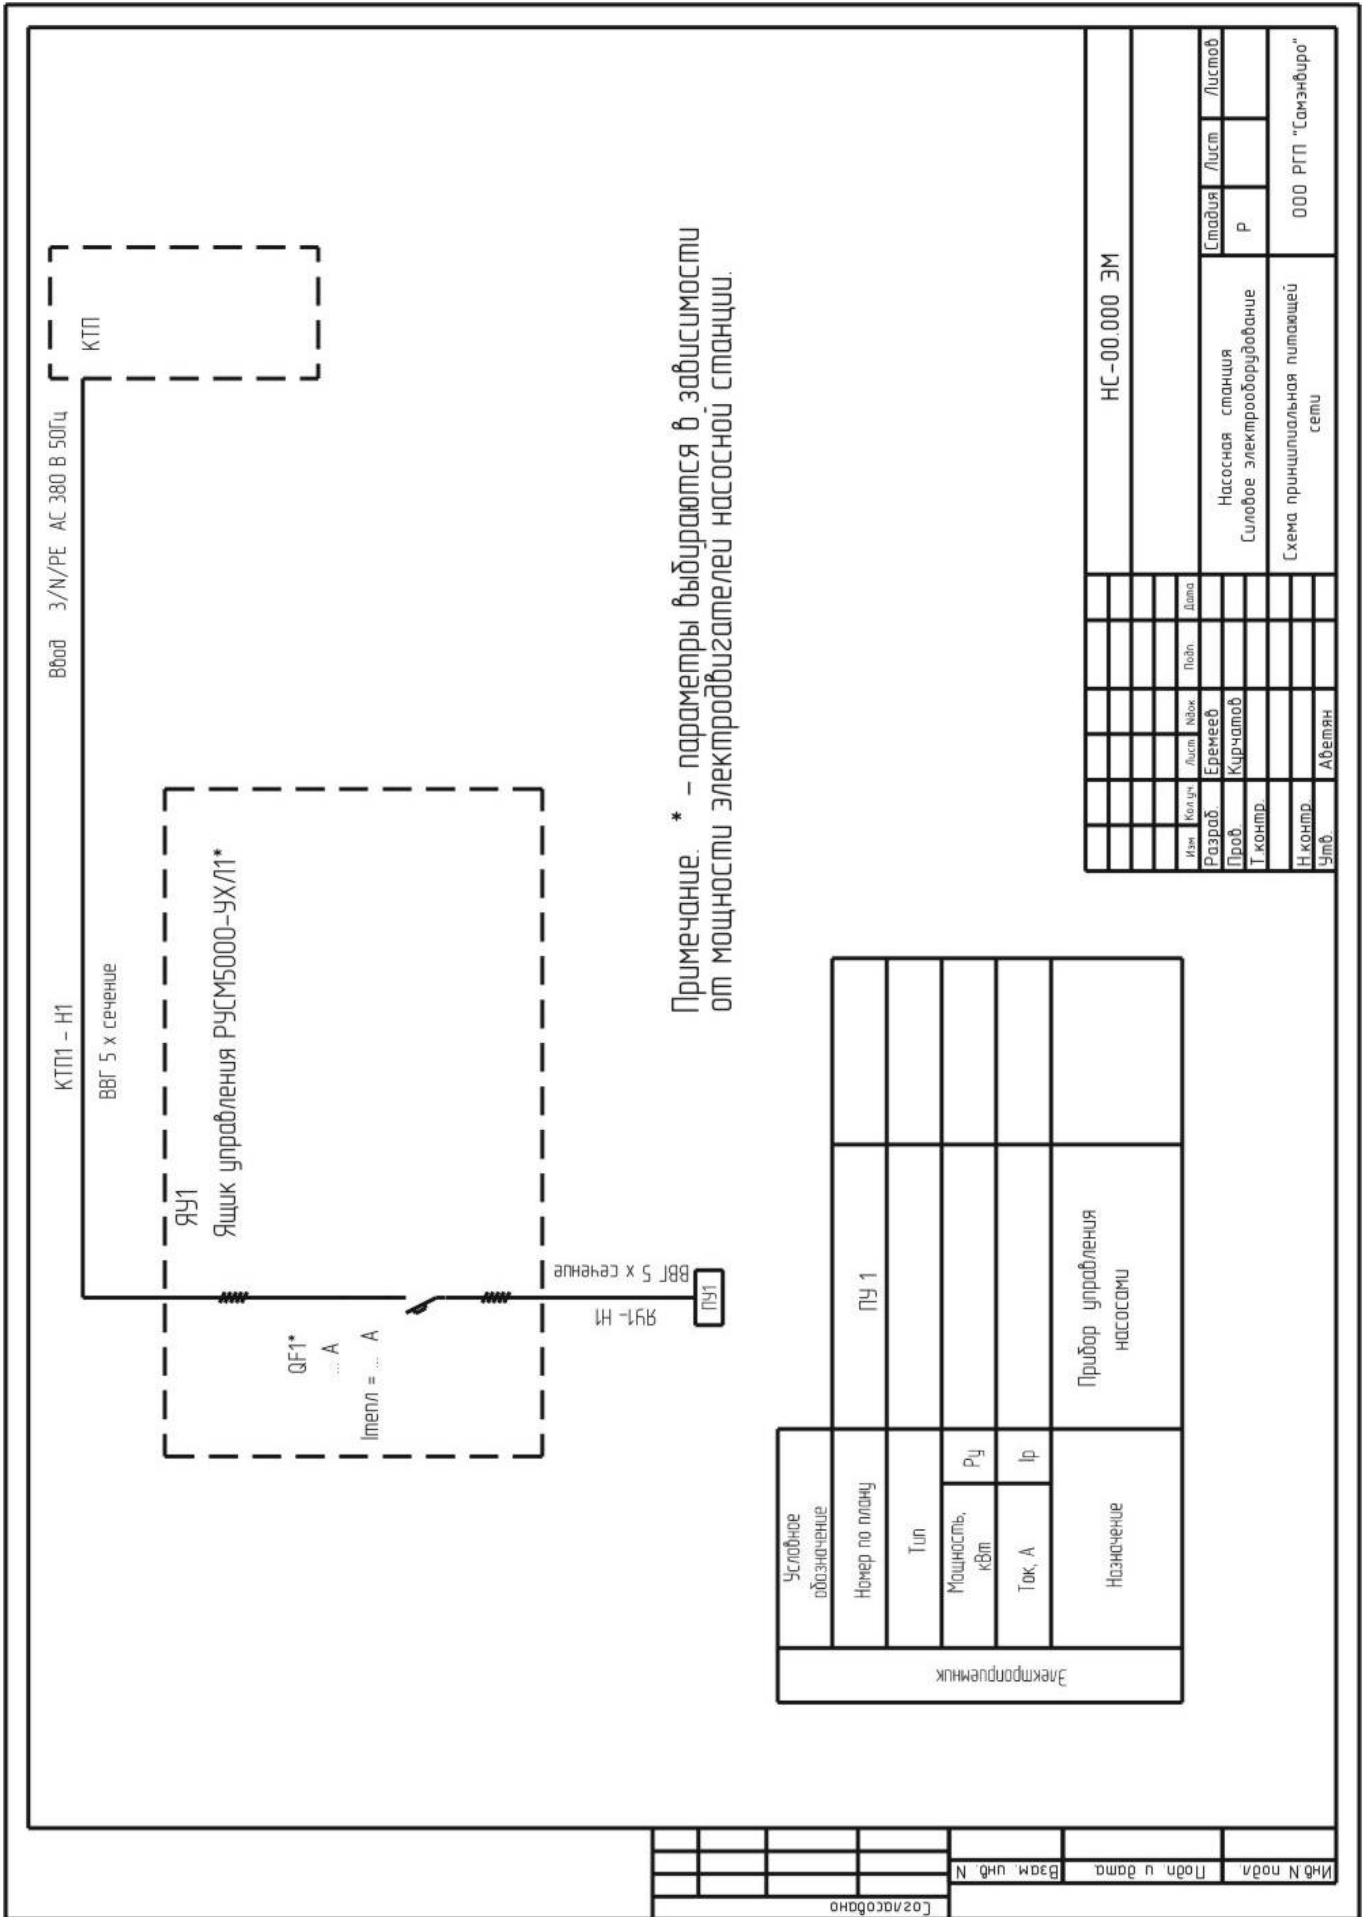 Ввод 3/N/PE AC 380 В 50Гц
КТП
КТП1 – Н1
ВВГ 5 х сечение
ЯУ1
Ящик управления РУСМ5000-УХЛ1*
QF1*
... А
Iтепл = ... А
ЯУ1- Н1
ВВГ 5 х сечение
ПУ1
Примечание. * – параметры выбираются в зависимости
от мощности электродвигателей насосной станции.
Электроприемник
Условное
обозначение
Номер по плану
ПУ 1
Тип
Мощность,
кВт
Ру
Ток, А
Iр
Назначение
Прибор управления
насосами
НС-00.000 ЭМ
Изм Кол.уч. Лист Nдок Подп. Дата
Разраб. Еремеев
Пров. Курчатов
Т.контр.
Н.контр.
Утв. Аветян
Насосная станция
Силовое электрооборудование
Стадия Лист Листов
Р
Схема принципиальная питающей
сети
ООО РГП "Самэнвиро"
Согласовано
Взам. инв. N
Подп. и дата
Инв.N подл.